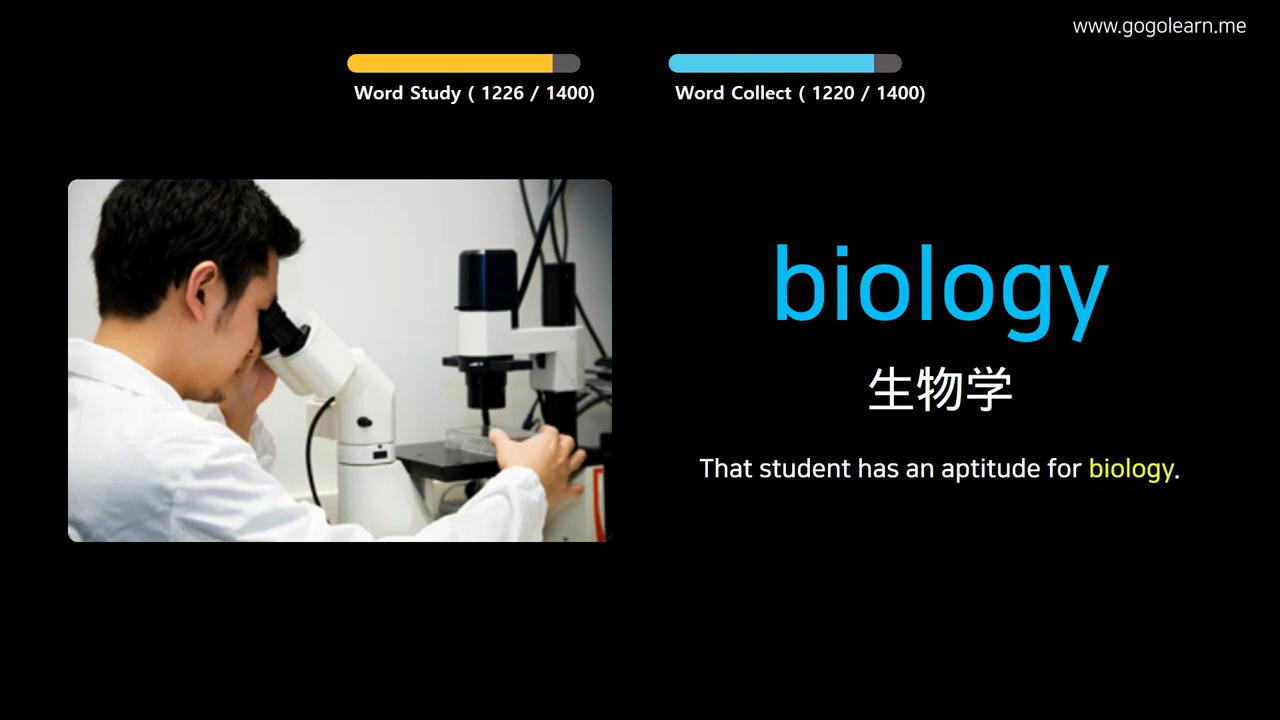 www.gogolearn.me
Word Study ( 1226 / 1400)
Word Collect ( 1220 / 1400)
biology
生物学
That student has an aptitude for biology.